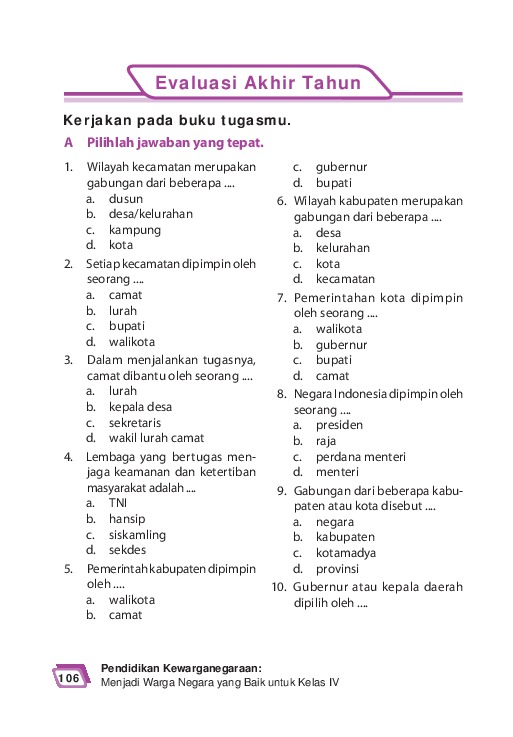 Evaluasi Akhir Tahun
Kerjakan pada buku tugasmu.
A Pilihlah jawaban yang tepat.
1. Wilayah kecamatan merupakan
gabungan dari beberapa ....
a. dusun
b. desa/kelurahan
c. kampung
d. kota
2. Setiap kecamatan dipimpin oleh
seorang ....
a. camat
b. lurah
c. bupati
d. walikota
3. Dalam menjalankan tugasnya,
camat dibantu oleh seorang ....
a. lurah
b. kepala desa
c. sekretaris
d. wakil lurah camat
4. Lembaga yang bertugas men-
jaga keamanan dan ketertiban
masyarakat adalah ....
a. TNI
b. hansip
c. siskamling
d. sekdes
5. Pemerintah kabupaten dipimpin
oleh ....
a. walikota
b. camat
c. gubernur
d. bupati
6. Wilayah kabupaten merupakan
gabungan dari beberapa ....
a. desa
b. kelurahan
c. kota
d. kecamatan
7. Pemerintahan kota dipimpin
oleh seorang ....
a. walikota
b. gubernur
c. bupati
d. camat
8. Negara Indonesia dipimpin oleh
seorang ....
a. presiden
b. raja
c. perdana menteri
d. menteri
9. Gabungan dari beberapa kabu-
paten atau kota disebut ....
a. negara
b. kabupaten
c. kotamadya
d. provinsi
10. Gubernur atau kepala daerah
dipilih oleh ....
106
Pendidikan Kewarganegaraan:
Menjadi Warga Negara yang Baik untuk Kelas IV